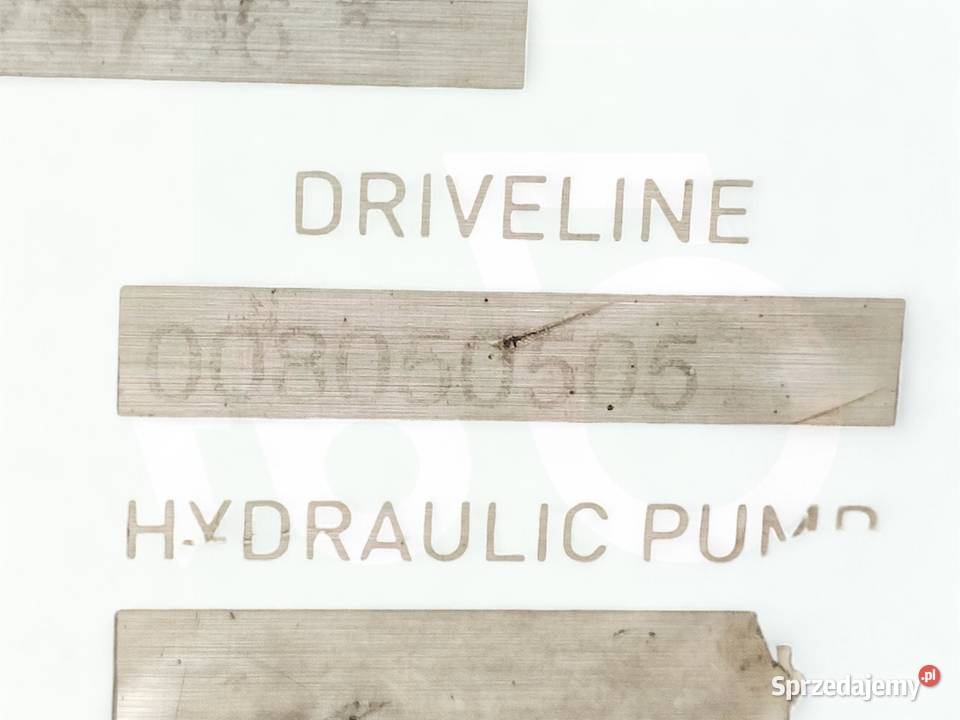 DRIVELINE
008050505
HYDRAULIC PUMP
Sprzedajemy.pl